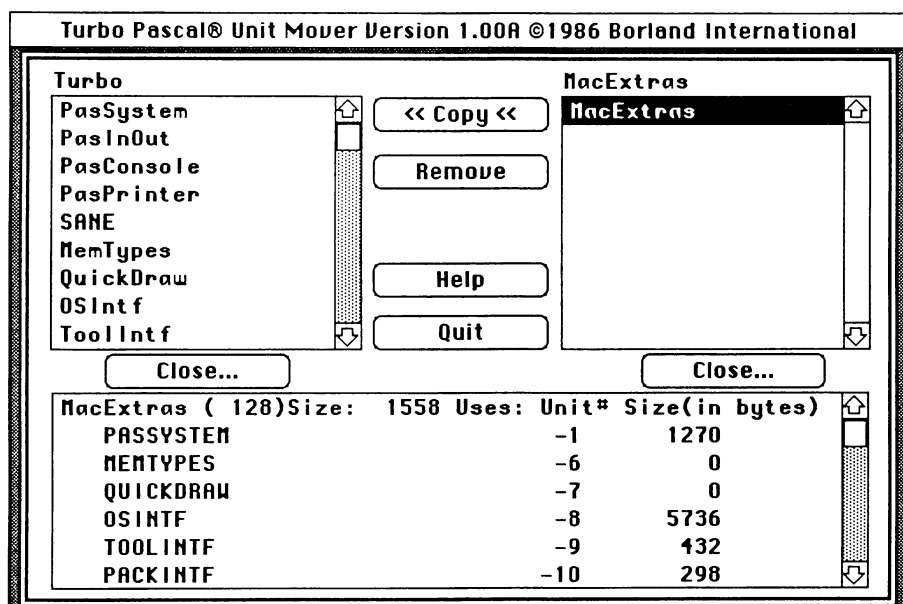 Turbo Pascal® Unit Mover Version 1.00A ©1986 Borland International
Turbo
PasSystem
PasInOut
PasConsole
PasPrinter
SANE
MemTypes
QuickDraw
OSIntf
ToolIntf
Close...
<< Copy <<
Remove
Help
Quit
MacExtras
MacExtras
Close...
MacExtras ( 128)Size: 1558 Uses: Unit# Size(in bytes)
PASSYSTEM -1 1270
MEMTYPES -6 0
QUICKDRAW -7 0
OSINTF -8 5736
TOOLINTF -9 432
PACKINTF -10 298